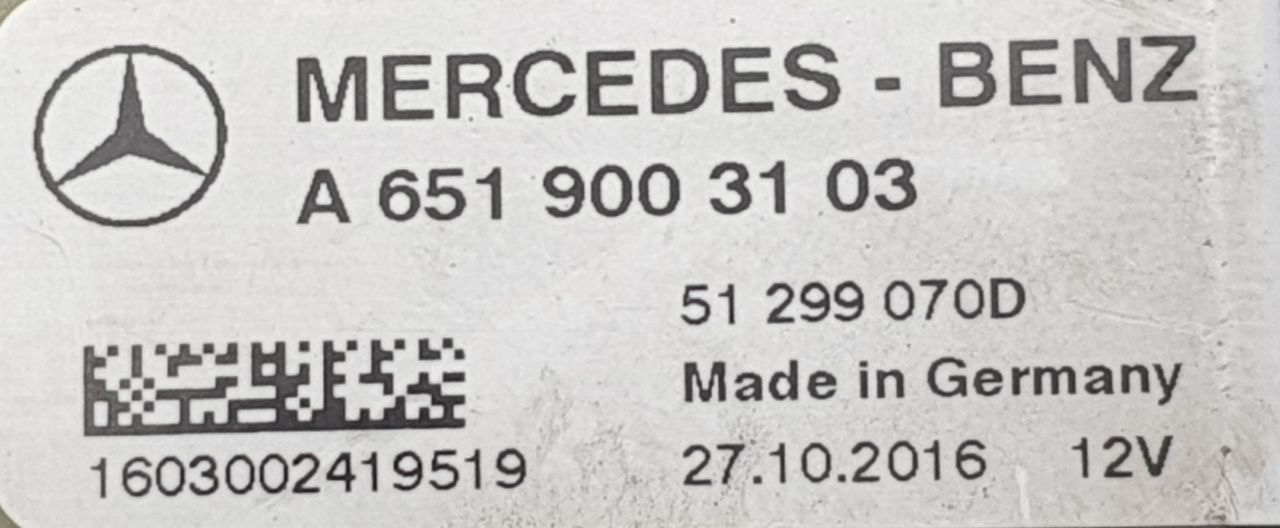 MERCEDES - BENZ
A 651 900 31 03
51 299 070D
Made in Germany
1603002419519
27.10.2016 12V